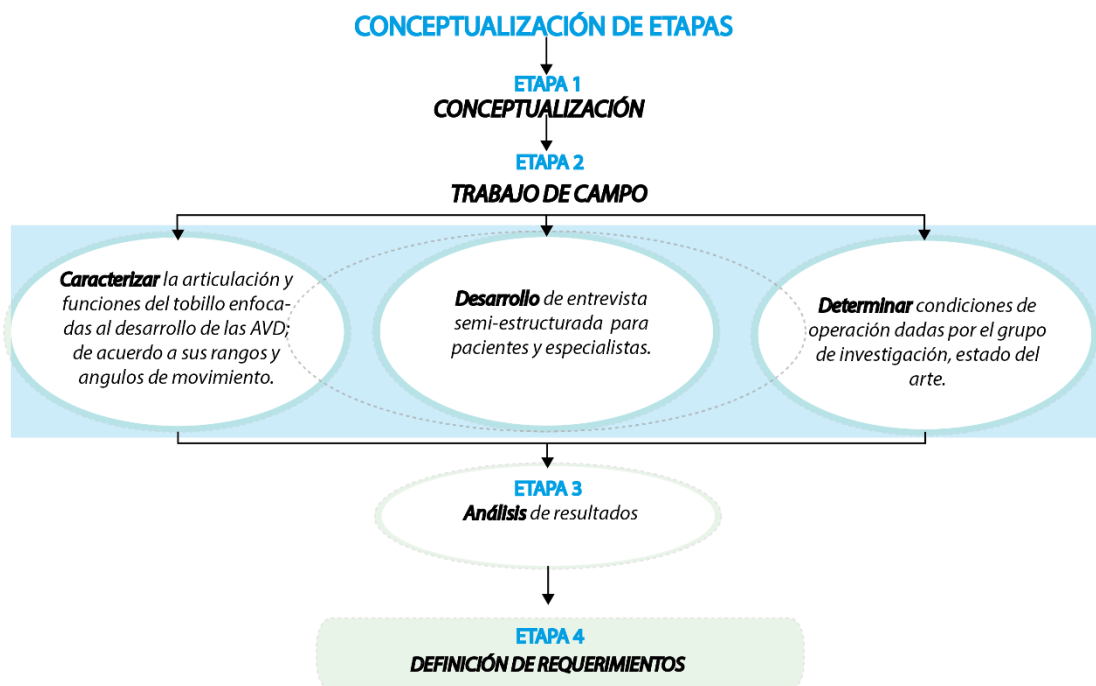 CONCEPTUALIZACIÓN DE ETAPAS
ETAPA 1
CONCEPTUALIZACIÓN
ETAPA 2
TRABAJO DE CAMPO
Caracterizar la articulación y
funciones del tobillo enfoca-
das al desarrollo de las AVD;
de acuerdo a sus rangos y
angulos de movimiento.
Desarrollo de entrevista
semi-estructurada para
pacientes y especialistas.
Determinar condiciones de
operación dadas por el grupo
de investigación, estado del
arte.
ETAPA 3
Análisis de resultados
ETAPA 4
DEFINICIÓN DE REQUERIMIENTOS